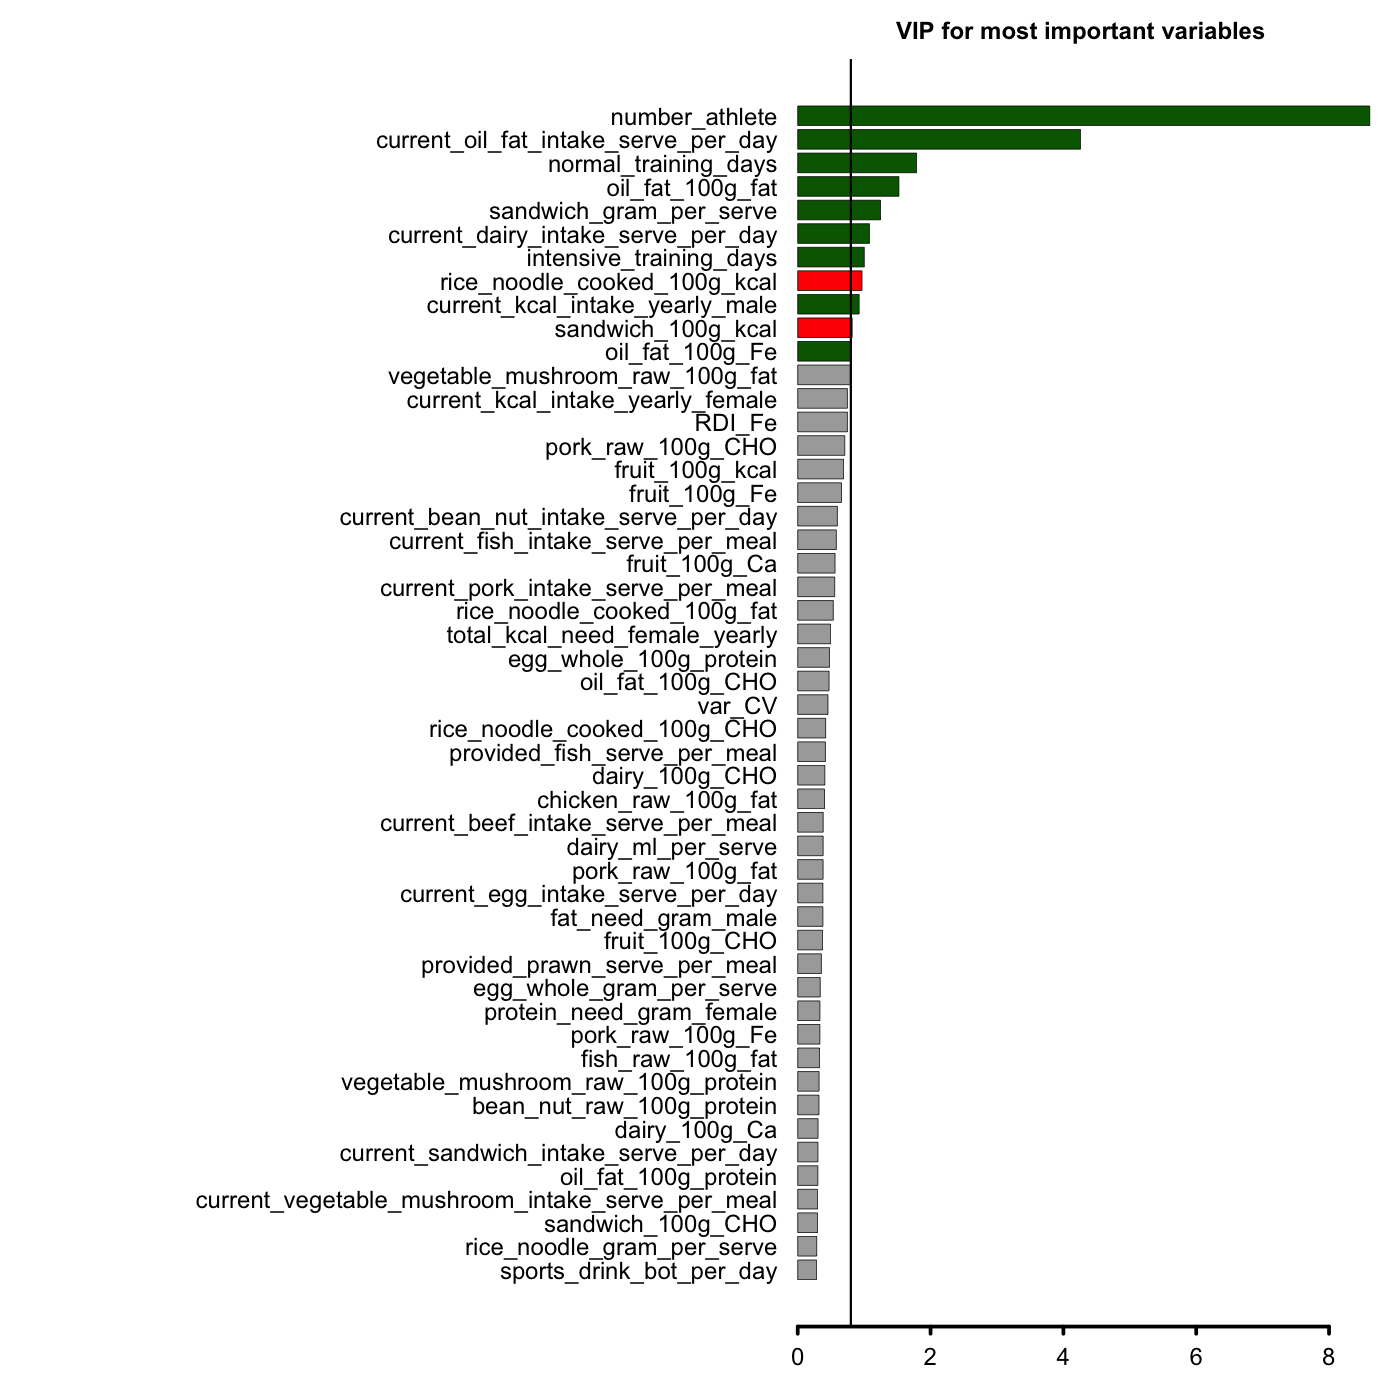 VIP for most important variables
number_athlete
current_oil_fat_intake_serve_per_day
normal_training_days
oil_fat_100g_fat
sandwich_gram_per_serve
current_dairy_intake_serve_per_day
intensive_training_days
rice_noodle_cooked_100g_kcal
current_kcal_intake_yearly_male
sandwich_100g_kcal
oil_fat_100g_Fe
vegetable_mushroom_raw_100g_fat
current_kcal_intake_yearly_female
RDI_Fe
pork_raw_100g_CHO
fruit_100g_kcal
fruit_100g_Fe
current_bean_nut_intake_serve_per_day
current_fish_intake_serve_per_meal
fruit_100g_Ca
current_pork_intake_serve_per_meal
rice_noodle_cooked_100g_fat
total_kcal_need_female_yearly
egg_whole_100g_protein
oil_fat_100g_CHO
var_CV
rice_noodle_cooked_100g_CHO
provided_fish_serve_per_meal
dairy_100g_CHO
chicken_raw_100g_fat
current_beef_intake_serve_per_meal
dairy_ml_per_serve
pork_raw_100g_fat
current_egg_intake_serve_per_day
fat_need_gram_male
fruit_100g_CHO
provided_prawn_serve_per_meal
egg_whole_gram_per_serve
protein_need_gram_female
pork_raw_100g_Fe
fish_raw_100g_fat
vegetable_mushroom_raw_100g_protein
bean_nut_raw_100g_protein
dairy_100g_Ca
current_sandwich_intake_serve_per_day
oil_fat_100g_protein
current_vegetable_mushroom_intake_serve_per_meal
sandwich_100g_CHO
rice_noodle_gram_per_serve
sports_drink_bot_per_day
0 2 4 6 8